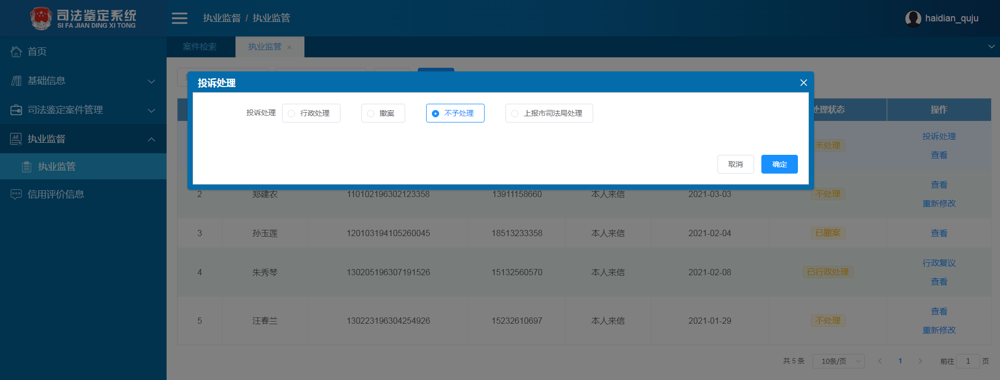 司法鉴定系统
SI FA JIAN DING XI TONG
执业监督 / 执业监管
haidian_quju
首页
基础信息
司法鉴定案件管理
执业监督
执业监管
信用评价信息
案件检索
执业监管 ×
投诉处理
投诉处理 行政处理 撤案 不予处理 上报市司法局处理
取消 确定
处理状态 操作
未处理 投诉处理
查看
2 郑建农 110102196302123358 13911158660 本人来信 2021-03-03 不处理 查看
重新修改
3 孙玉莲 120103194105260045 18513233358 本人来信 2021-02-04 已撤案 查看
4 朱秀琴 130205196307191526 15132560570 本人来信 2021-02-08 已行政处理 行政复议
查看
5 汪春兰 130223196304254926 15232610697 本人来信 2021-01-29 不处理 查看
重新修改
共 5 条 10条/页 1 前往 1 页